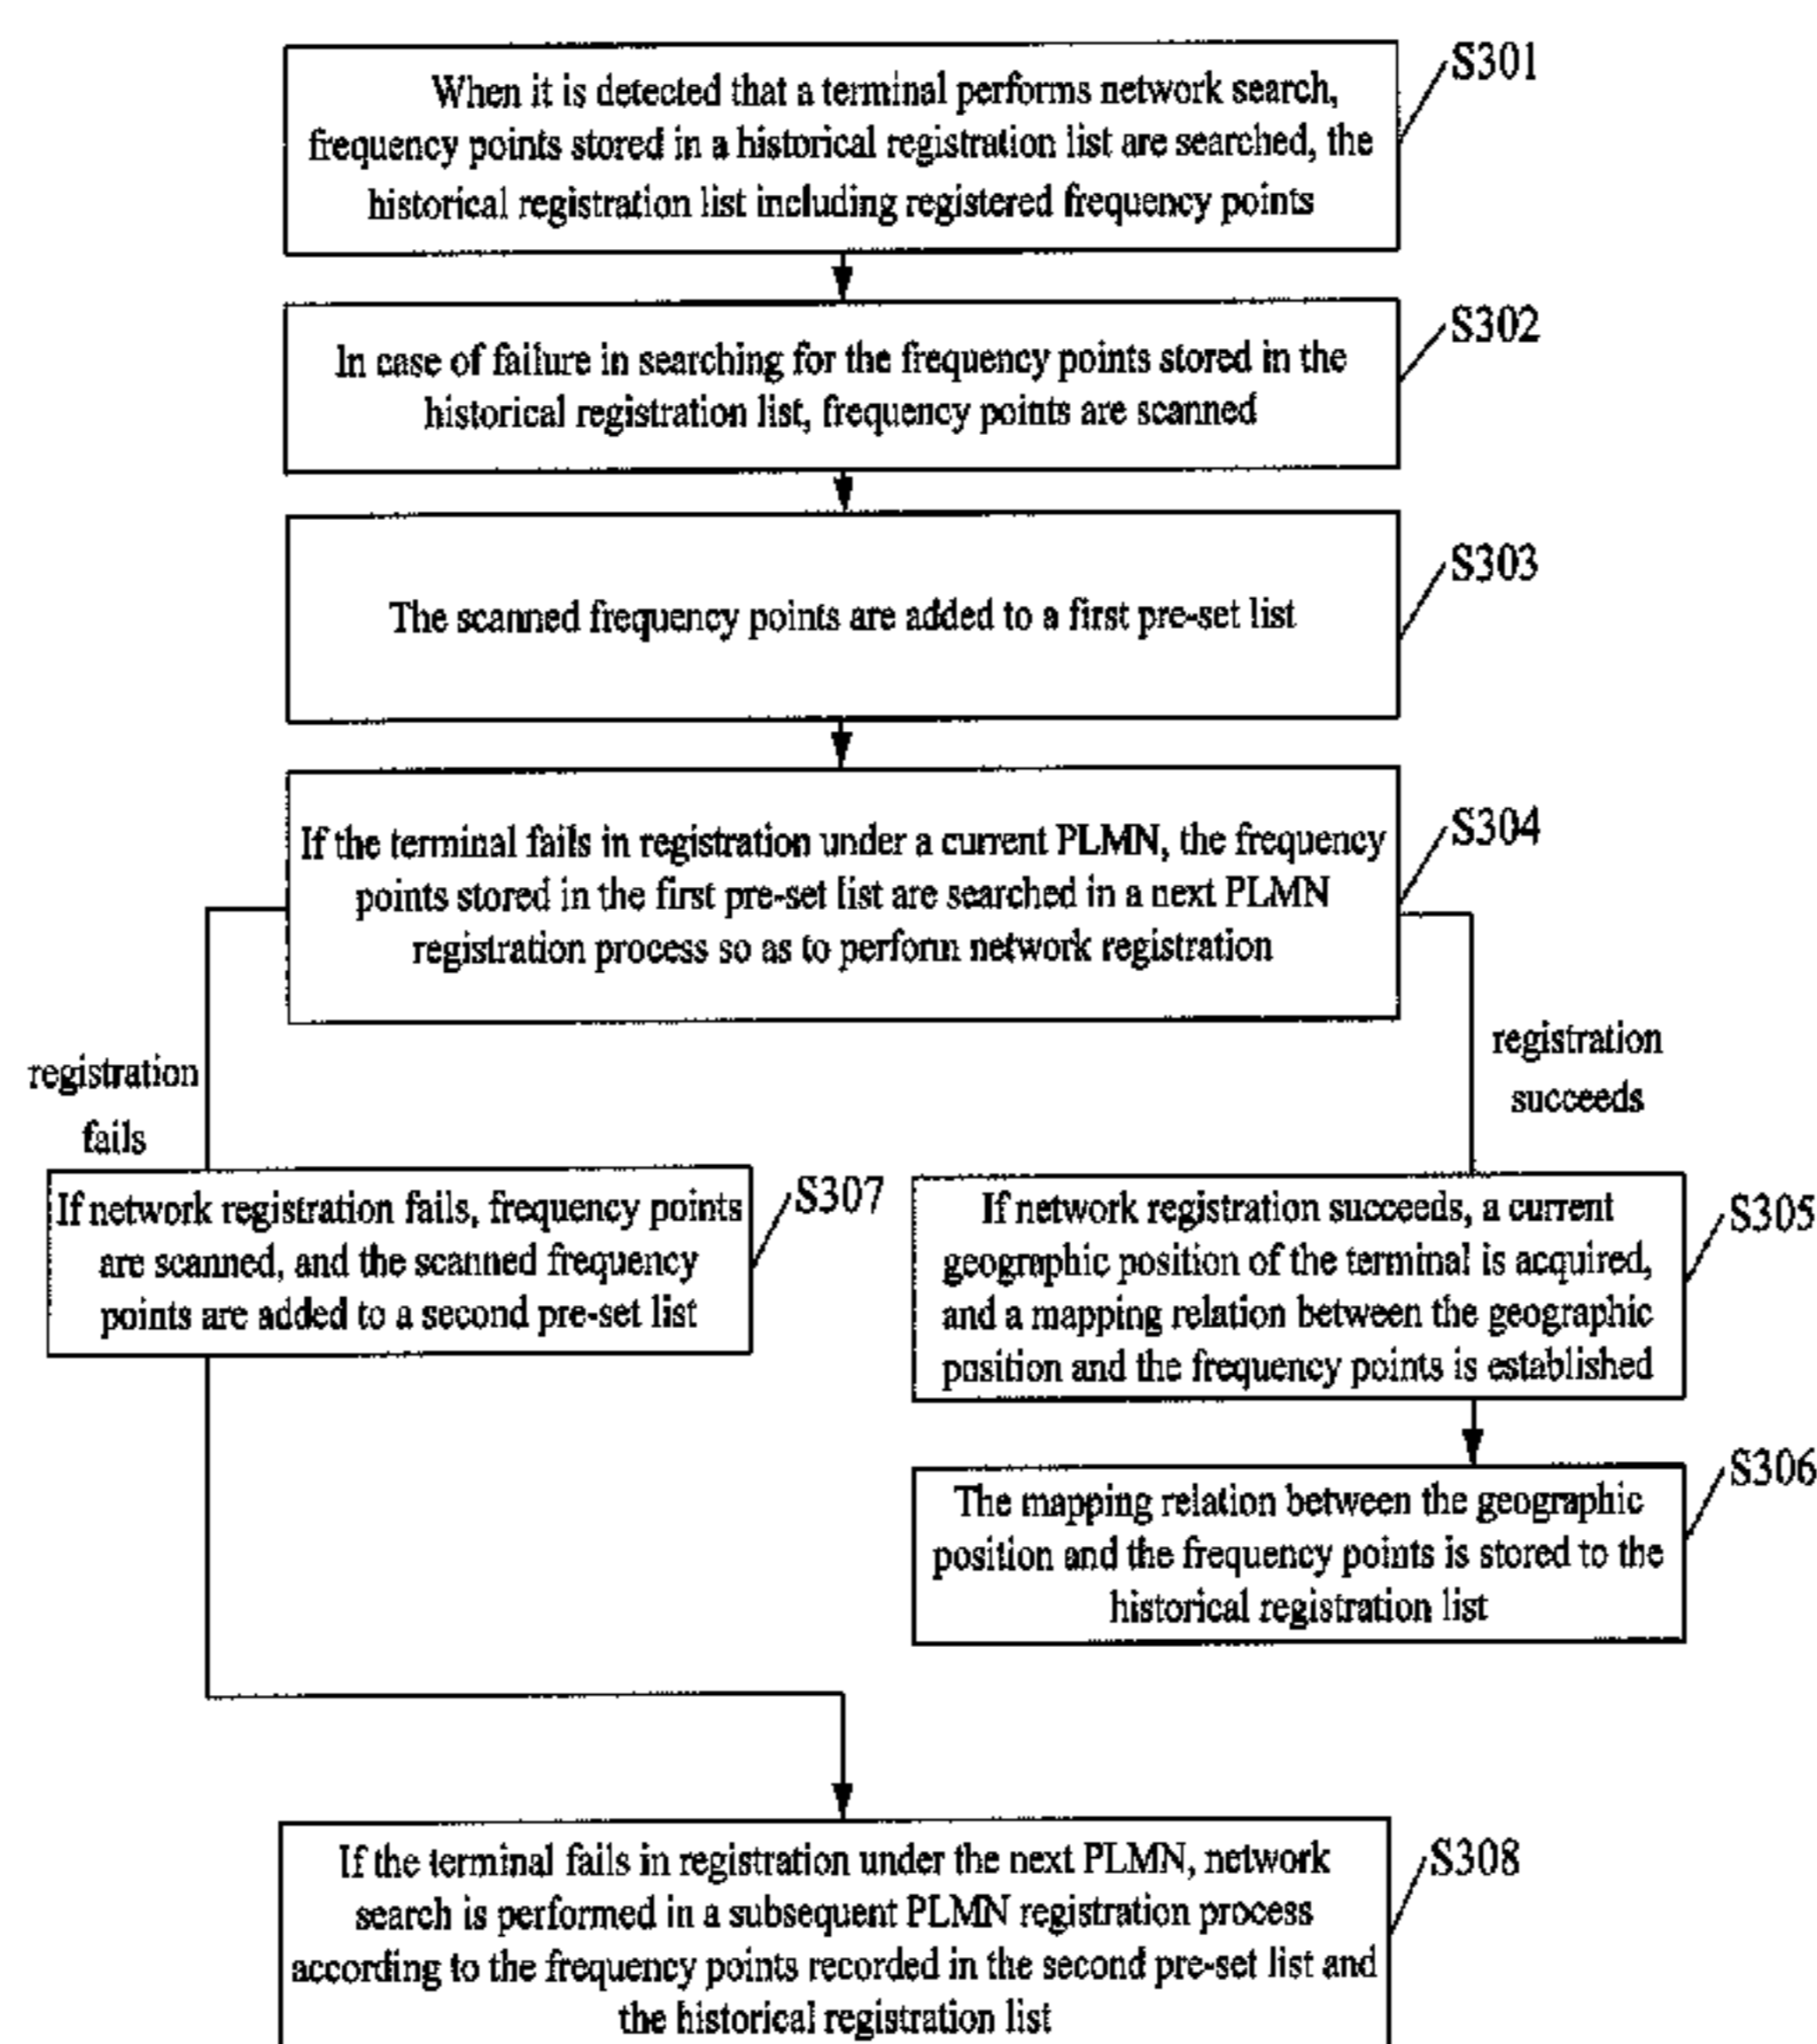 When it is detected that a terminal performs network search,
frequency points stored in a historical registration list are searched, the
historical registration list including registered frequency points
S301
In case of failure in searching for the frequency points stored in the
historical registration list, frequency points are scanned
S302
The scanned frequency points are added to a first pre-set list
S303
If the terminal fails in registration under a current PLMN, the frequency
points stored in the first pre-set list are searched in a next PLMN
registration process so as to perform network registration
S304
registration
fails
registration
succeeds
If network registration fails, frequency points
are scanned, and the scanned frequency
points are added to a second pre-set list
S307
If network registration succeeds, a current
geographic position of the terminal is acquired,
and a mapping relation between the geographic
position and the frequency points is established
S305
The mapping relation between the geographic
position and the frequency points is stored to the
historical registration list
S306
If the terminal fails in registration under the next PLMN, network
search is performed in a subsequent PLMN registration process
according to the frequency points recorded in the second pre-set list and
the historical registration list
S308